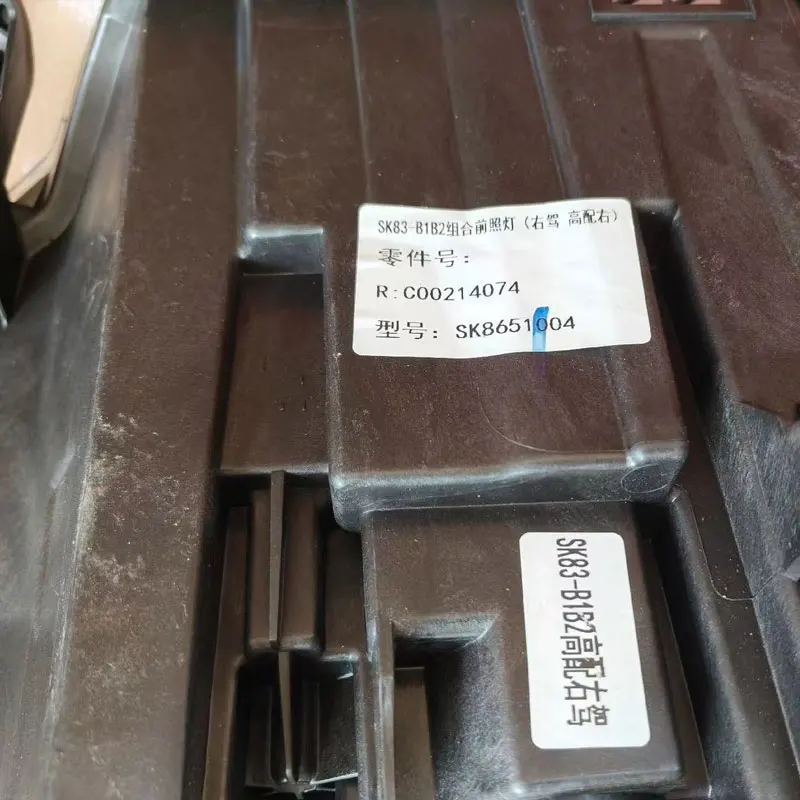 SK83-B1B2组合前照灯（右驾 高配右）
零件号：
R:C00214074
型号：SK8651004
SK83-B1B2高配右驾